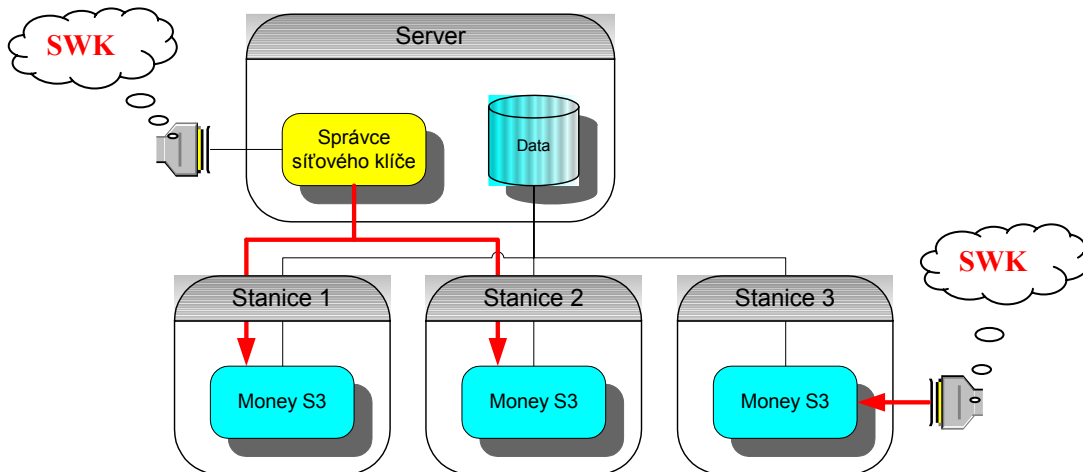 SWK
Server
Správce
síťového klíče
Data
SWK
Stanice 1
Stanice 2
Stanice 3
Money S3
Money S3
Money S3